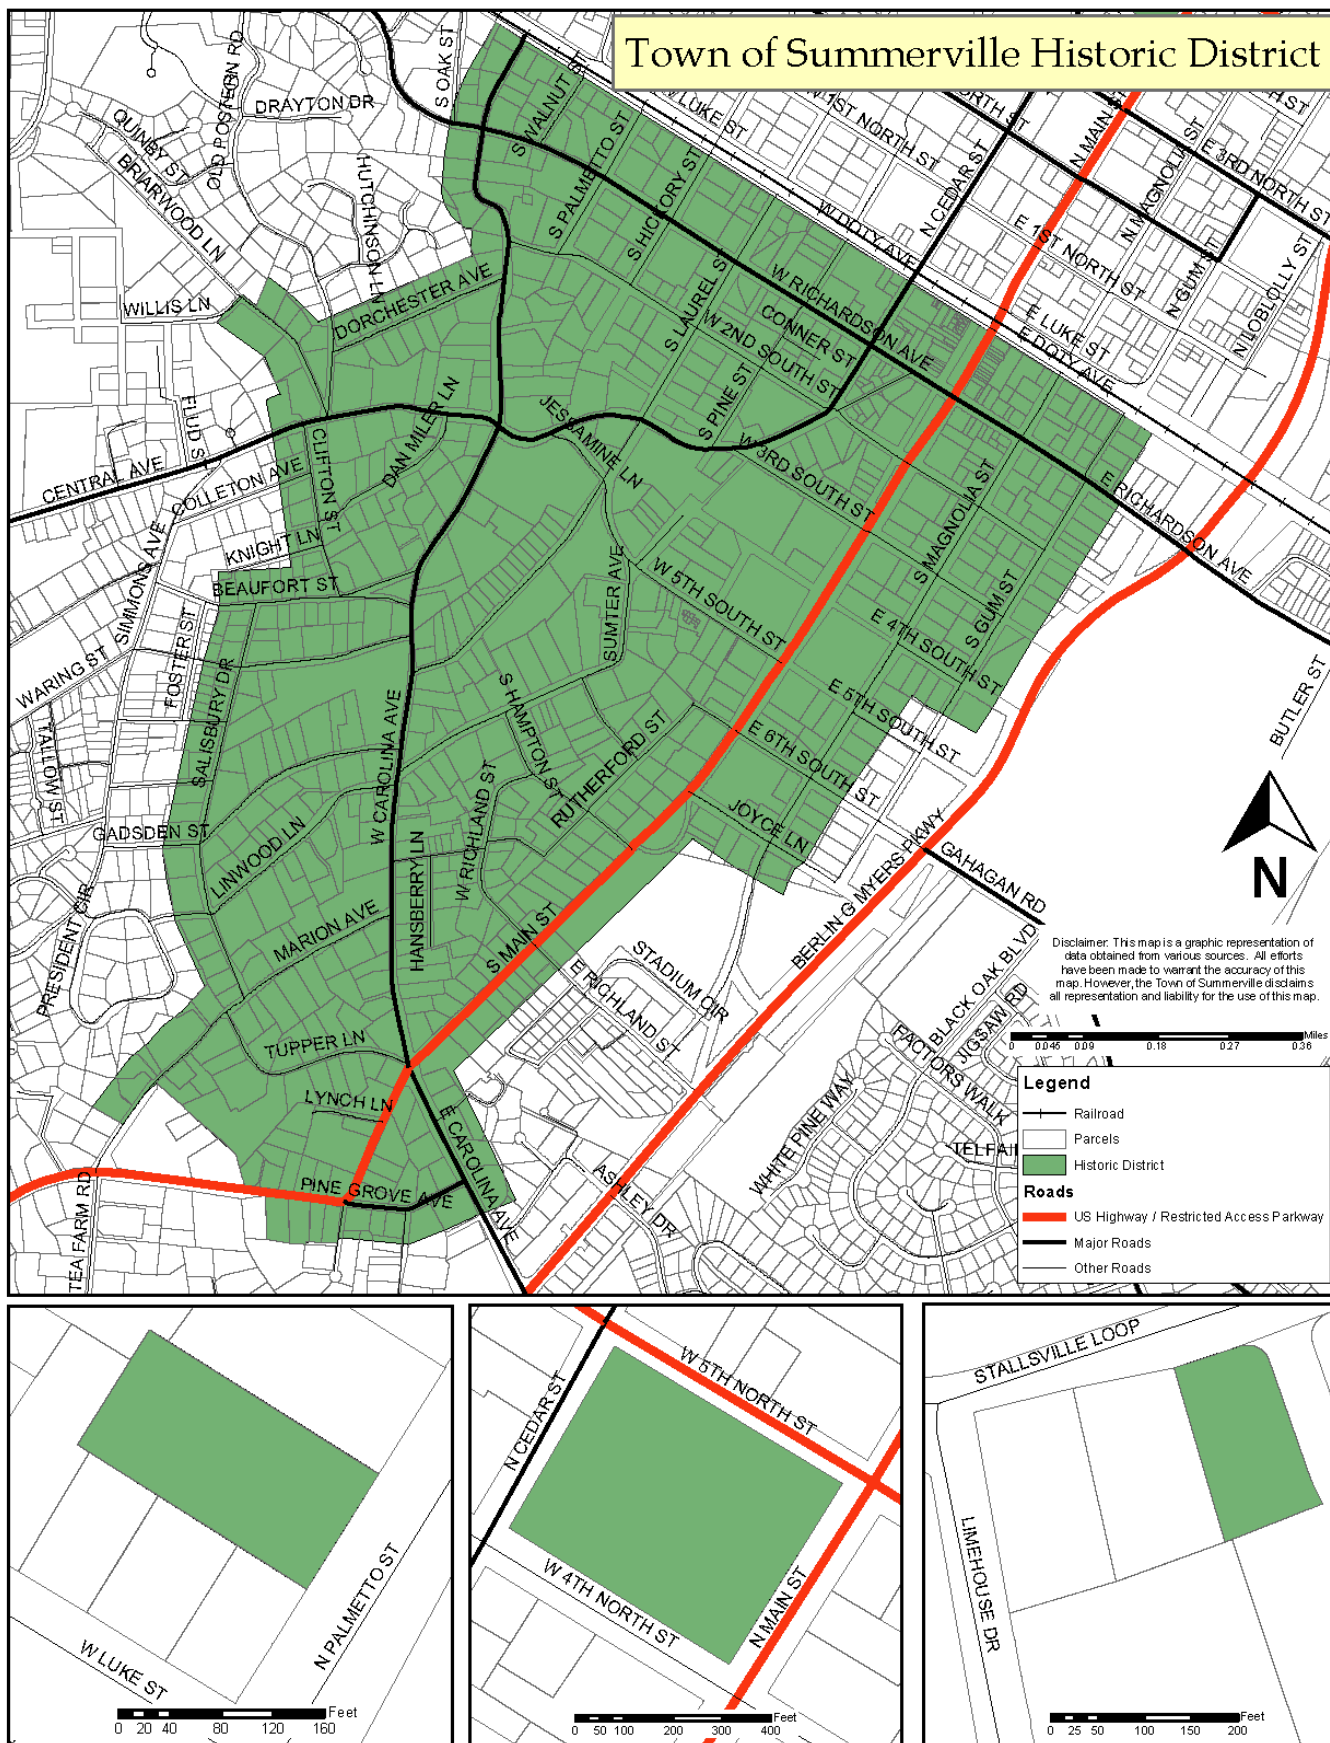 Town of Summerville Historic District
S OAK ST
DRAYTON DR
OLD POSTERN RD
QUINBY ST
BRIARWOOD LN
HUTCHINSON LN
WILLIS LN
DORCHESTER AVE
S WALNUT ST
S PALMETTO ST
S HICKORY ST
S LAUREL ST
W LUKE ST
W 1ST NORTH ST
W DOTY AVE
N CEDAR ST
N MAIN ST
N MAGNOLIA ST
E 3RD NORTH ST
E 1ST NORTH ST
N GUM ST
N LOBLOLLY ST
E LUKE ST
E DOTY AVE
W RICHARDSON AVE
CONNER ST
W 2ND SOUTH ST
S PINE ST
W 3RD SOUTH ST
JESSAMINE LN
DAN MILER LN
CLIFTON ST
FLUD ST
CENTRAL AVE
COLLETON AVE
KNIGHT LN
BEAUFORT ST
SIMMONS AVE
FOSTER ST
WARING ST
TALLOW ST
SALISBURY DR
GADSDEN ST
LINWOOD LN
MARION AVE
PRESIDENT CIR
W CAROLINA AVE
HANSBERRY LN
W RICHLAND ST
S HAMPTON ST
RUTHERFORD ST
SUMTER AVE
W 5TH SOUTH ST
S MAGNOLIA ST
S GUM ST
E RICHARDSON AVE
E 4TH SOUTH ST
E 5TH SOUTH ST
E 6TH SOUTH ST
JOYCE LN
BUTLER ST
BERLIN G MYERS PKWY
GAHAGAN RD
S MAIN ST
STADIUM CIR
E RICHLAND ST
TUPPER LN
LYNCH LN
PINE GROVE AVE
E CAROLINA AVE
TEA FARM RD
ASHLEY DR
WHITE PINE WAY
FACTORS WALK
BLACK OAK BLVD
JIGSAW RD
TELFAI
N
Disclaimer: This map is a graphic representation of
data obtained from various sources. All efforts
have been made to warrant the accuracy of this
map. However, the Town of Summerville disclaims
all representation and liability for the use of this map.
Miles
0 0.045 0.09 0.18 0.27 0.36
Legend
Railroad
Parcels
Historic District
Roads
US Highway / Restricted Access Parkway
Major Roads
Other Roads
W LUKE ST
N PALMETTO ST
Feet
0 20 40 80 120 160
N CEDAR ST
W 5TH NORTH ST
W 4TH NORTH ST
N MAIN ST
Feet
0 50 100 200 300 400
STALLSVILLE LOOP
LIMEHOUSE DR
Feet
0 25 50 100 150 200